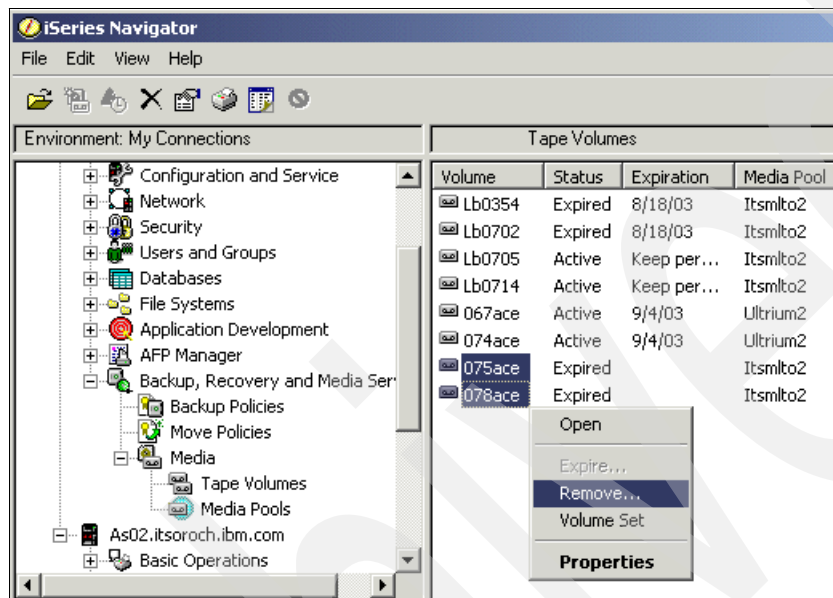 iSeries Navigator
File Edit View Help
Environment: My Connections
Tape Volumes
Configuration and Service
Network
Security
Users and Groups
Databases
File Systems
Application Development
AFP Manager
Backup, Recovery and Media Ser
Backup Policies
Move Policies
Media
Tape Volumes
Media Pools
As02.itsoroch.ibm.com
Basic Operations
Volume Status Expiration Media Pool
Lb0354 Expired 8/18/03 Itsmlto2
Lb0702 Expired 8/18/03 Itsmlto2
Lb0705 Active Keep per... Itsmlto2
Lb0714 Active Keep per... Itsmlto2
067ace Active 9/4/03 Ultrium2
074ace Active 9/4/03 Ultrium2
075ace Expired Itsmlto2
078ace Expired Itsmlto2
Open
Expire...
Remove...
Volume Set
Properties